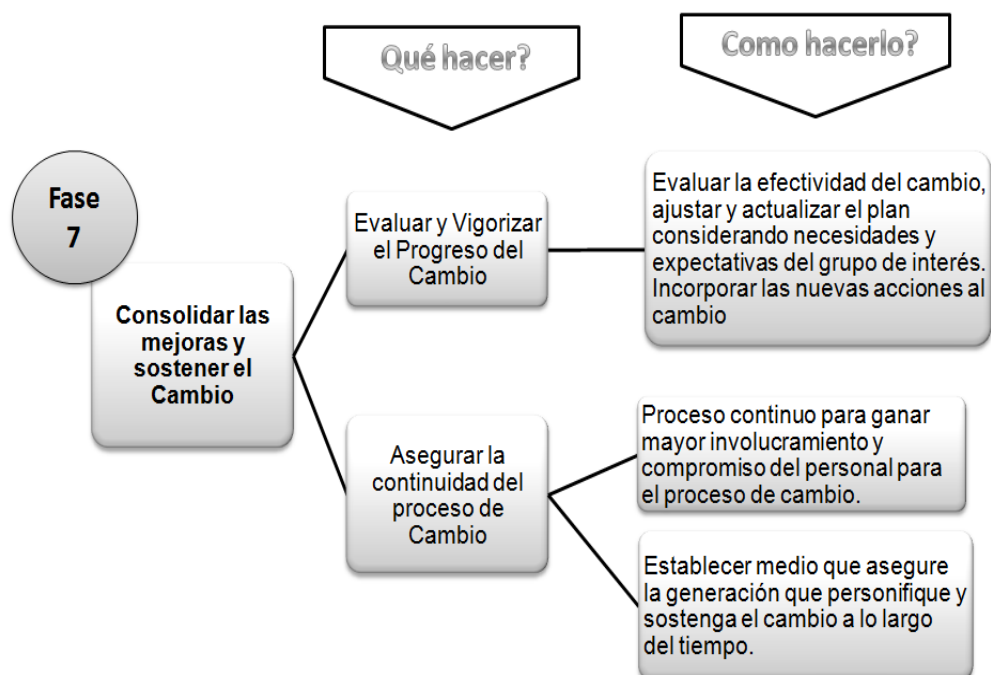 Qué hacer?
Como hacerlo?
Fase
7
Consolidar las
mejoras y
sostener el
Cambio
Evaluar y Vigorizar
el Progreso del
Cambio
Evaluar la efectividad del cambio,
ajustar y actualizar el plan
considerando necesidades y
expectativas del grupo de interés.
Incorporar las nuevas acciones al
cambio
Asegurar la
continuidad del
proceso de
Cambio
Proceso continuo para ganar
mayor involucramiento y
compromiso del personal para
el proceso de cambio.
Establecer medio que asegure
la generación que personifique y
sostenga el cambio a lo largo
del tiempo.